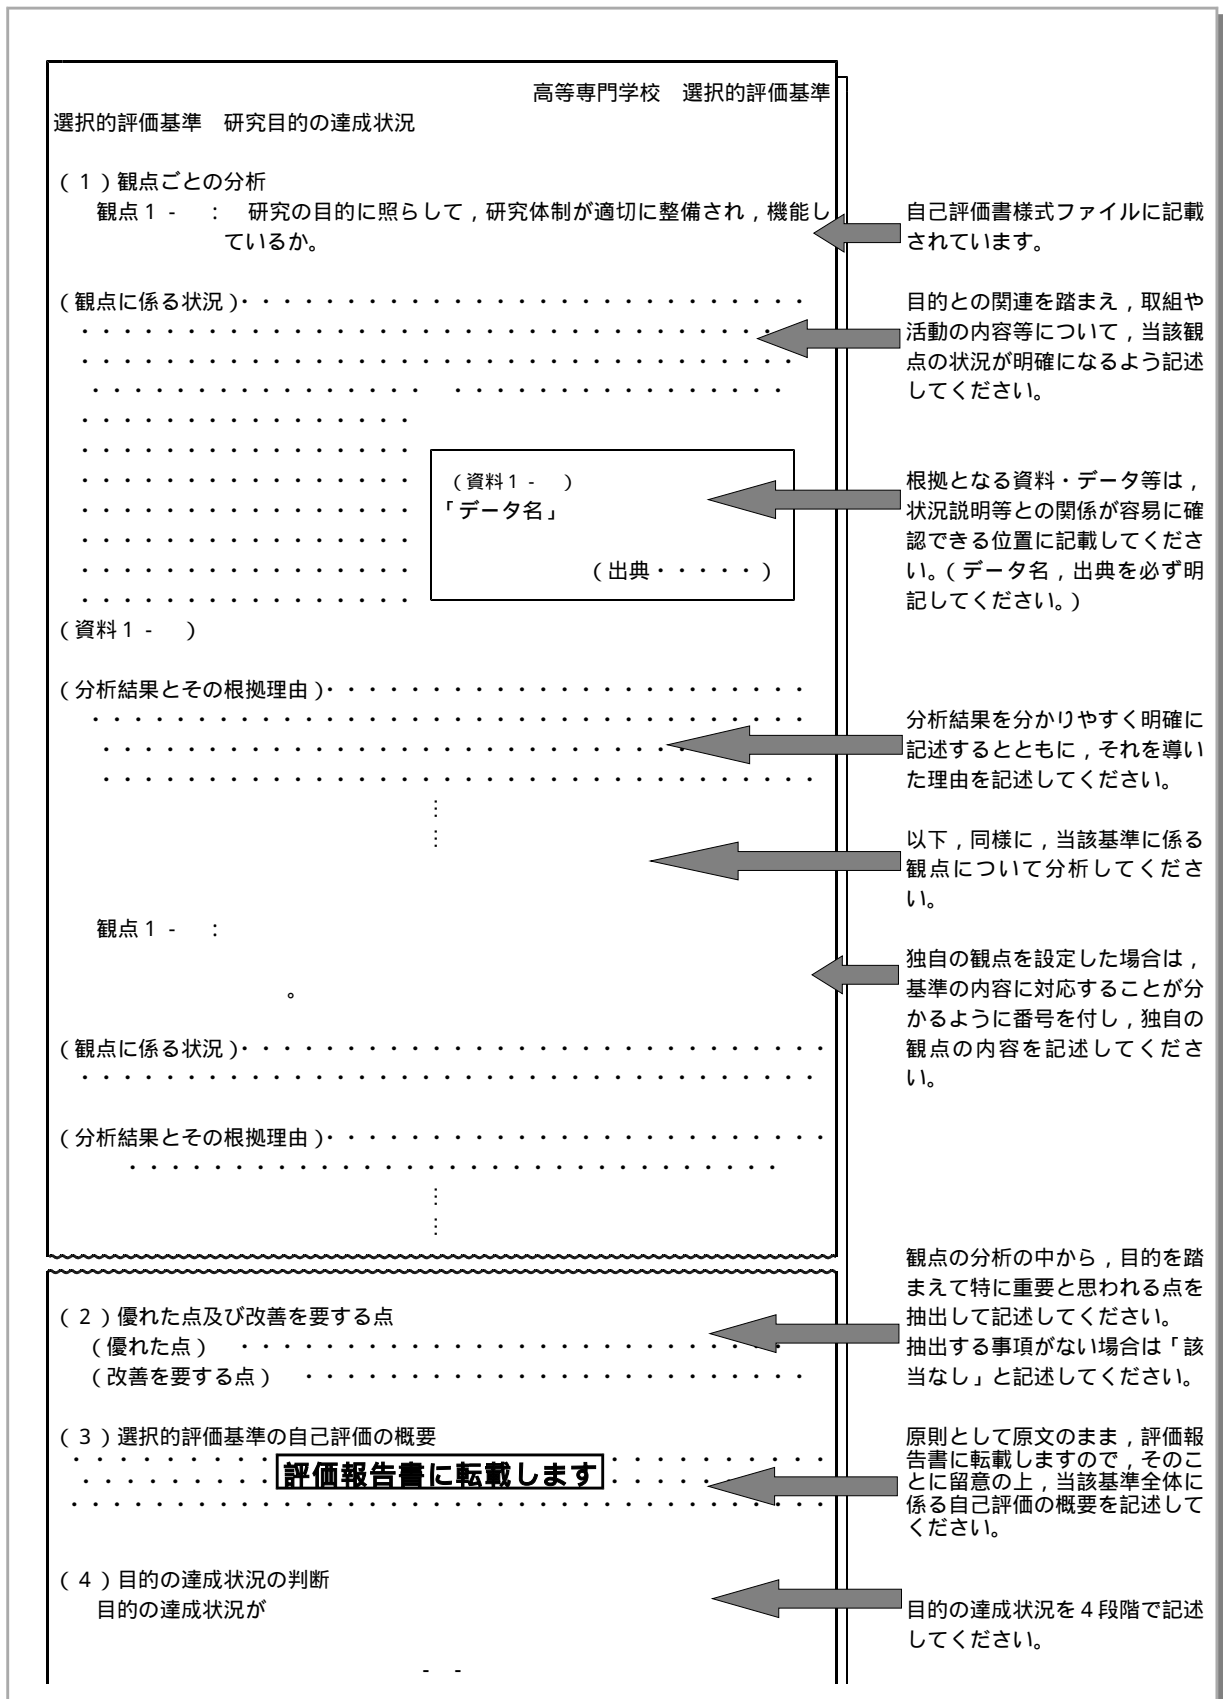 高等専門学校　選択的評価基準
選択的評価基準　研究目的の達成状況
（１）観点ごとの分析
観点１-　：　研究の目的に照らして，研究体制が適切に整備され，機能し
ているか。
（観点に係る状況）・・・・・・・・・・・・・・・・・・・・・・・・・・・
・・・・・・・・・・・・・・・・・・・・・・・・・・・・・・・・・
・・・・・・・・・・・・・・・・・・・・・・・・・・・・・・・・・・
・・・・・・・・・・・・・・・・　・・・・・・・・・・・・・・・・
・・・・・・・・・・・・・・・・
・・・・・・・・・・・・・・・・
・・・・・・・・・・・・・・・・
・・・・・・・・・・・・・・・・
・・・・・・・・・・・・・・・・
・・・・・・・・・・・・・・・・
・・・・・・・・・・・・・・・・
（資料１-　）
「データ名」
（出典・・・・・）
（資料１-　）
（分析結果とその根拠理由）・・・・・・・・・・・・・・・・・・・・・・・
・・・・・・・・・・・・・・・・・・・・・・・・・・・・・・・・・・
・・・・・・・・・・・・・・・・・・・・・・・・・・・・
・・・・・・・・・・・・・・・・・・・・・・・・・・・・・・・・・・
⋮
⋮
観点１-　：
。
（観点に係る状況）・・・・・・・・・・・・・・・・・・・・・・・・・・・・
・・・・・・・・・・・・・・・・・・・・・・・・・・・・・・・・・・・
（分析結果とその根拠理由）・・・・・・・・・・・・・・・・・・・・・・・・
・・・・・・・・・・・・・・・・・・・・・・・・・・・・・・・
⋮
⋮
（２）優れた点及び改善を要する点
（優れた点）　・・・・・・・・・・・・・・・・・・・・・・・・・・
（改善を要する点）　・・・・・・・・・・・・・・・・・・・・・・・・
（３）選択的評価基準の自己評価の概要
・・・・・・・・・・　・・・・・・・・・・
・・・・・・・・・評価報告書に転載します・・・・・・
・・・・・・・・・・・・・・・・・・・・・・・・・・・・・・・・・・・・
（４）目的の達成状況の判断
目的の達成状況が
-　-
自己評価書様式ファイルに記載
されています。
目的との関連を踏まえ，取組や
活動の内容等について，当該観
点の状況が明確になるよう記述
してください。
根拠となる資料・データ等は，
状況説明等との関係が容易に確
認できる位置に記載してくださ
い。（データ名，出典を必ず明
記してください。）
分析結果を分かりやすく明確に
記述するとともに，それを導い
た理由を記述してください。
以下，同様に，当該基準に係る
観点について分析してくださ
い。
独自の観点を設定した場合は，
基準の内容に対応することが分
かるように番号を付し，独自の
観点の内容を記述してくださ
い。
観点の分析の中から，目的を踏
まえて特に重要と思われる点を
抽出して記述してください。
抽出する事項がない場合は「該
当なし」と記述してください。
原則として原文のまま，評価報
告書に転載しますので，そのこ
とに留意の上，当該基準全体に
係る自己評価の概要を記述して
ください。
目的の達成状況を４段階で記述
してください。